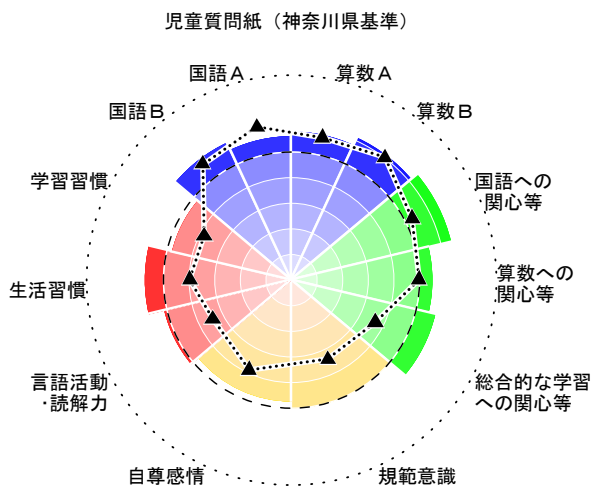 児童質問紙（神奈川県基準）
国語Ａ
算数Ａ
国語Ｂ
算数Ｂ
学習習慣
国語への
関心等
生活習慣
算数への
関心等
言語活動
・読解力
総合的な学習
への関心等
自尊感情
規範意識